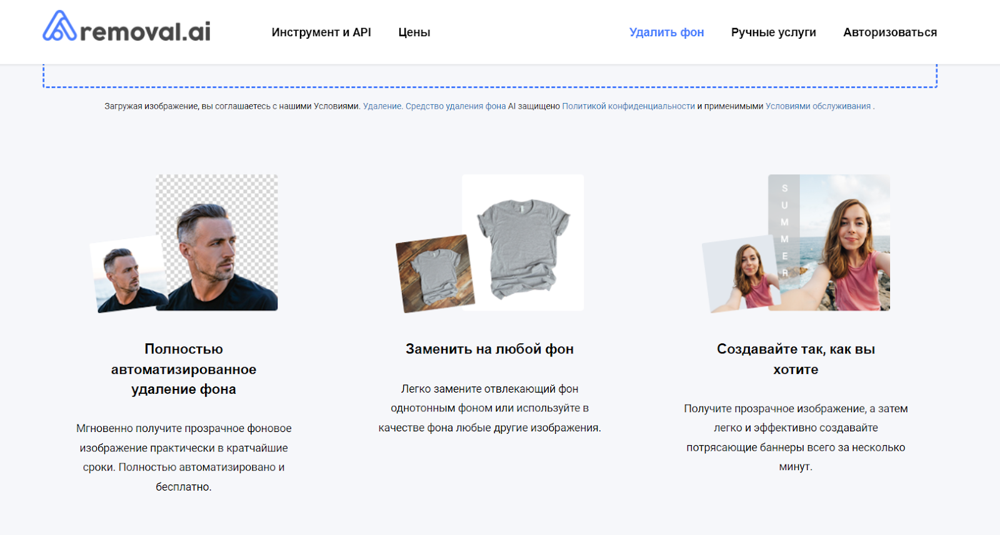 removal.ai
Инструмент и API
Цены
Удалить фон
Ручные услуги
Авторизоваться
Загружая изображение, вы соглашаетесь с нашими Условиями. Удаление. Средство удаления фона AI защищено Политикой конфиденциальности и применимыми Условиями обслуживания .
SUMMER
Полностью
автоматизированное
удаление фона
Мгновенно получите прозрачное фоновое
изображение практически в кратчайшие
сроки. Полностью автоматизировано и
бесплатно.
Заменить на любой фон
Легко замените отвлекающий фон
однотонным фоном или используйте в
качестве фона любые другие изображения.
Создавайте так, как вы
хотите
Получите прозрачное изображение, а затем
легко и эффективно создавайте
потрясающие баннеры всего за несколько
минут.